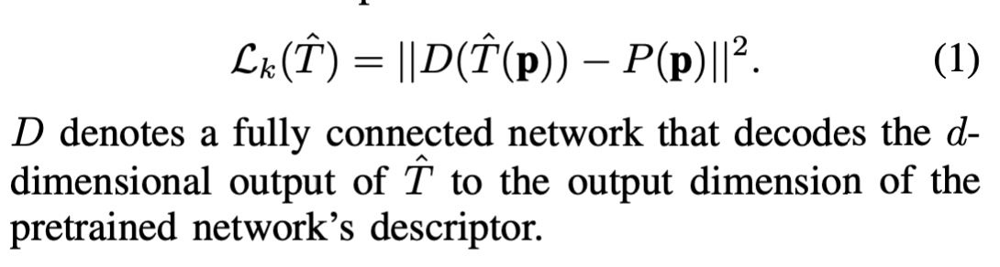 $\mathcal{L}_k(\hat{T}) = ||D(\hat{T}(\mathbf{p})) - P(\mathbf{p})||^2.$ (1)
D denotes a fully connected network that decodes the d-
dimensional output of $\hat{T}$ to the output dimension of the
pretrained network’s descriptor.